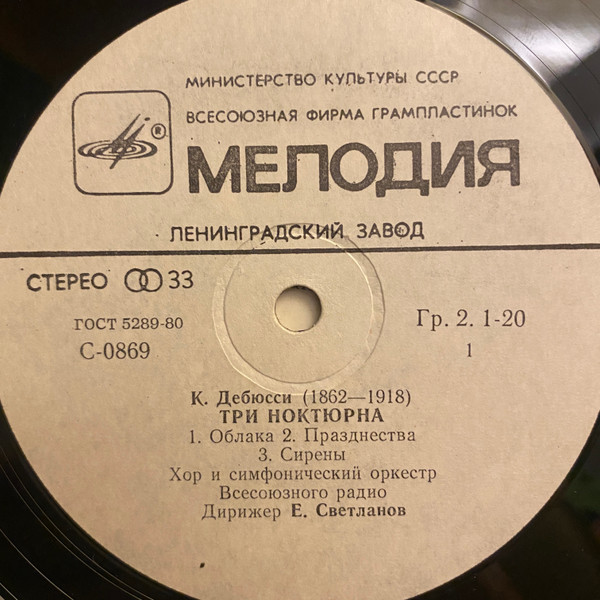 МИНИСТЕРСТВО КУЛЬТУРЫ СССР
ВСЕСОЮЗНАЯ ФИРМА ГРАМПЛАСТИНОК
®
МЕЛОДИЯ
ЛЕНИНГРАДСКИЙ ЗАВОД
СТЕРЕО 33
ГОСТ 5289-80
Гр. 2. 1-20
С-0869
1
К. Дебюсси (1862—1918)
ТРИ НОКТЮРНА
1. Облака 2. Празднества
3. Сирены
Хор и симфонический оркестр
Всесоюзного радио
Дирижер Е. Светланов